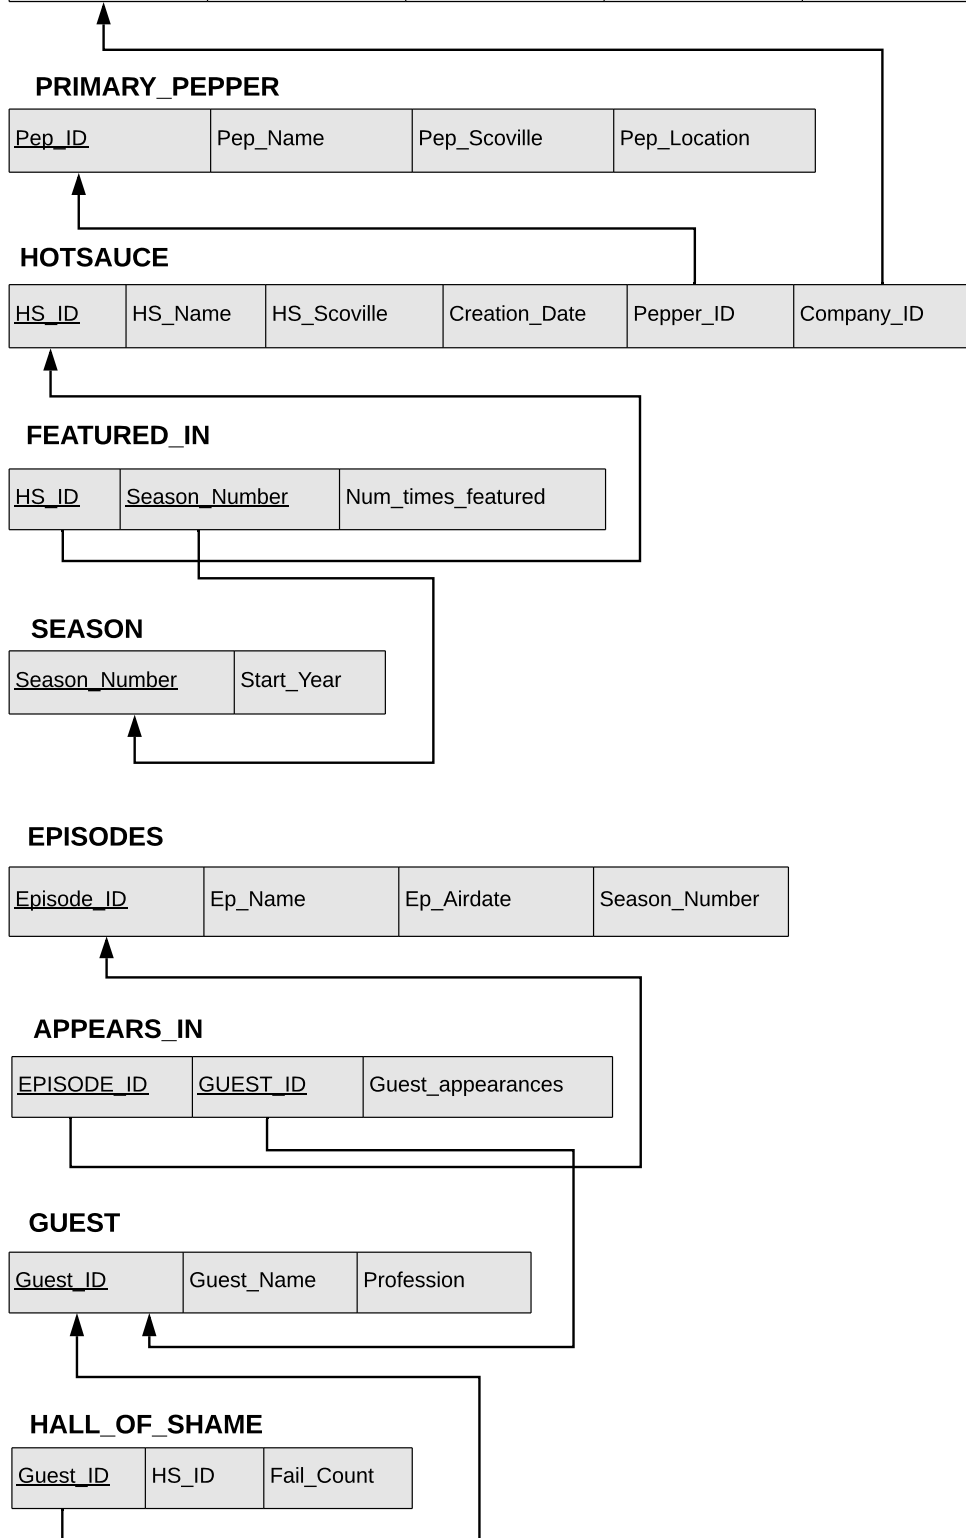 PRIMARY_PEPPER
Pep_ID Pep_Name Pep_Scoville Pep_Location
HOTSAUCE
HS_ID HS_Name HS_Scoville Creation_Date Pepper_ID Company_ID
FEATURED_IN
HS_ID Season_Number Num_times_featured
SEASON
Season_Number Start_Year
EPISODES
Episode_ID Ep_Name Ep_Airdate Season_Number
APPEARS_IN
EPISODE_ID GUEST_ID Guest_appearances
GUEST
Guest_ID Guest_Name Profession
HALL_OF_SHAME
Guest_ID HS_ID Fail_Count